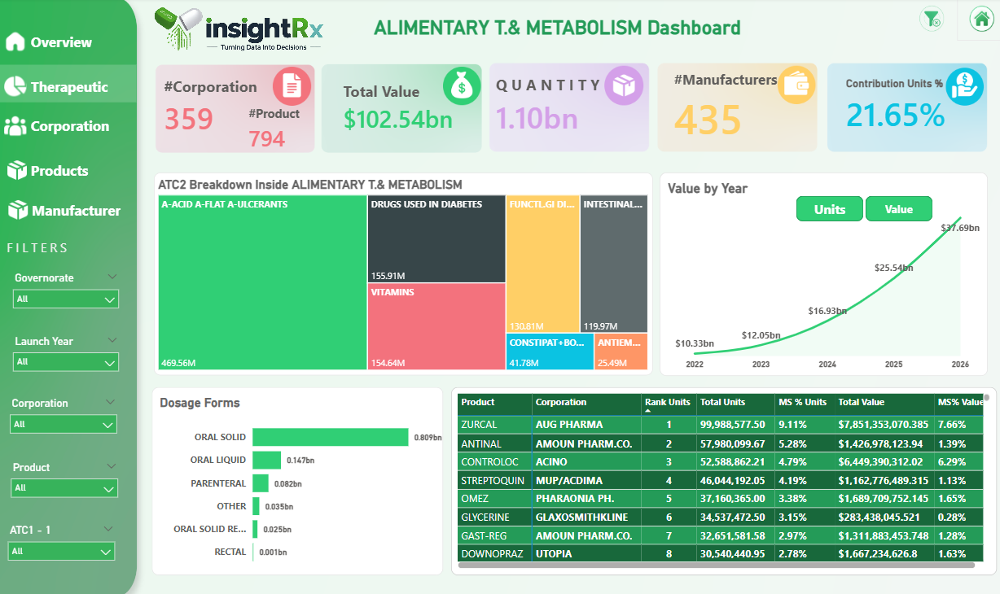 insightRx
Turning Data Into Decisions
ALIMENTARY T.& METABOLISM Dashboard
Overview
Therapeutic
Corporation
Products
Manufacturer
FILTERS
Governorate
All
Launch Year
All
Corporation
All
Product
All
ATC1 - 1
All
#Corporation
359
#Product
794
Total Value
$102.54bn
QUANTITY
1.10bn
#Manufacturers
435
Contribution Units %
21.65%
ATC2 Breakdown Inside ALIMENTARY T.& METABOLISM
A-ACID A-FLAT A-ULCERANTS
469.56M
DRUGS USED IN DIABETES
155.91M
VITAMINS
154.64M
FUNCTI.GI DI...
130.81M
INTESTINAL...
119.97M
CONSTIPAT+BO...
41.78M
ANTIEM...
25.49M
Value by Year
Units Value
$10.33bn
$12.05bn
$16.93bn
$25.54bn
$37.69bn
2022 2023 2024 2025 2026
Dosage Forms
ORAL SOLID 0.809bn
ORAL LIQUID 0.147bn
PARENTERAL 0.082bn
OTHER 0.035bn
ORAL SOLID RE... 0.025bn
RECTAL 0.001bn
Product Corporation Rank Units Total Units MS % Units Total Value MS% Value
ZURCAL AUG PHARMA 1 99,988,577.50 9.11% $7,851,353,070.385 7.66%
ANTINAL AMOUN PHARM.CO. 2 57,980,099.67 5.28% $1,426,978,123.94 1.39%
CONTROLOC ACINO 3 52,588,862.21 4.79% $6,449,390,312.02 6.29%
STREPTOQUIN MUP/ACDIMA 4 46,044,192.05 4.19% $1,162,776,489.315 1.13%
OMEZ PHARAONIA PH. 5 37,160,365.00 3.38% $1,689,709,752.145 1.65%
GLYCERINE GLAXOSMITHKLINE 6 34,537,472.50 3.15% $283,438,045.521 0.28%
GAST-REG AMOUN PHARM.CO. 7 32,651,581.58 2.97% $1,311,883,453.748 1.28%
DOWNOPRAZ UTOPIA 8 30,540,440.95 2.78% $1,667,234,626.8 1.63%